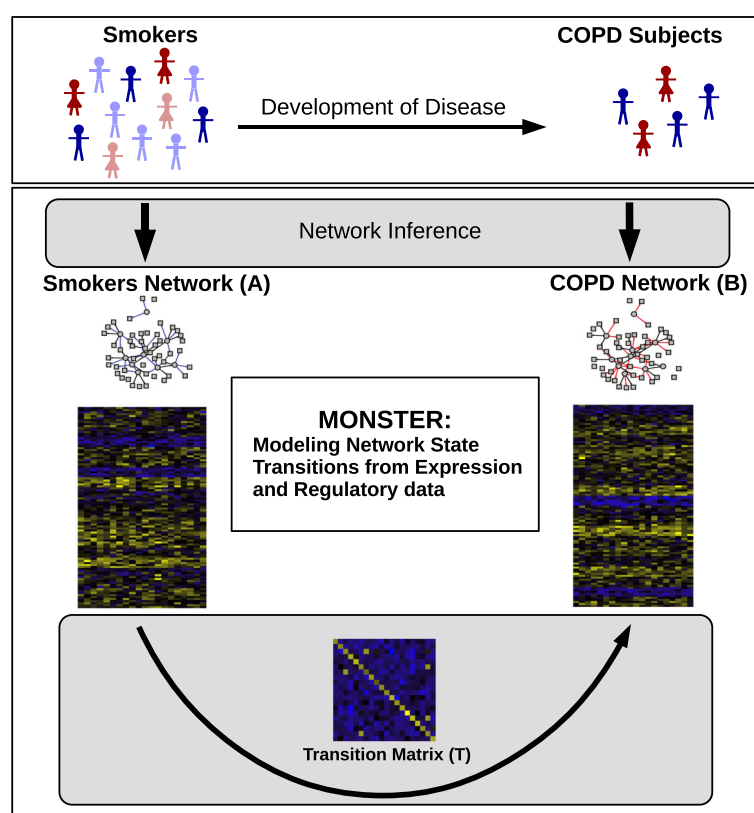 Smokers
COPD Subjects
Development of Disease
Network Inference
Smokers Network (A)
COPD Network (B)
MONSTER:
Modeling Network State
Transitions from Expression
and Regulatory data
Transition Matrix (T)